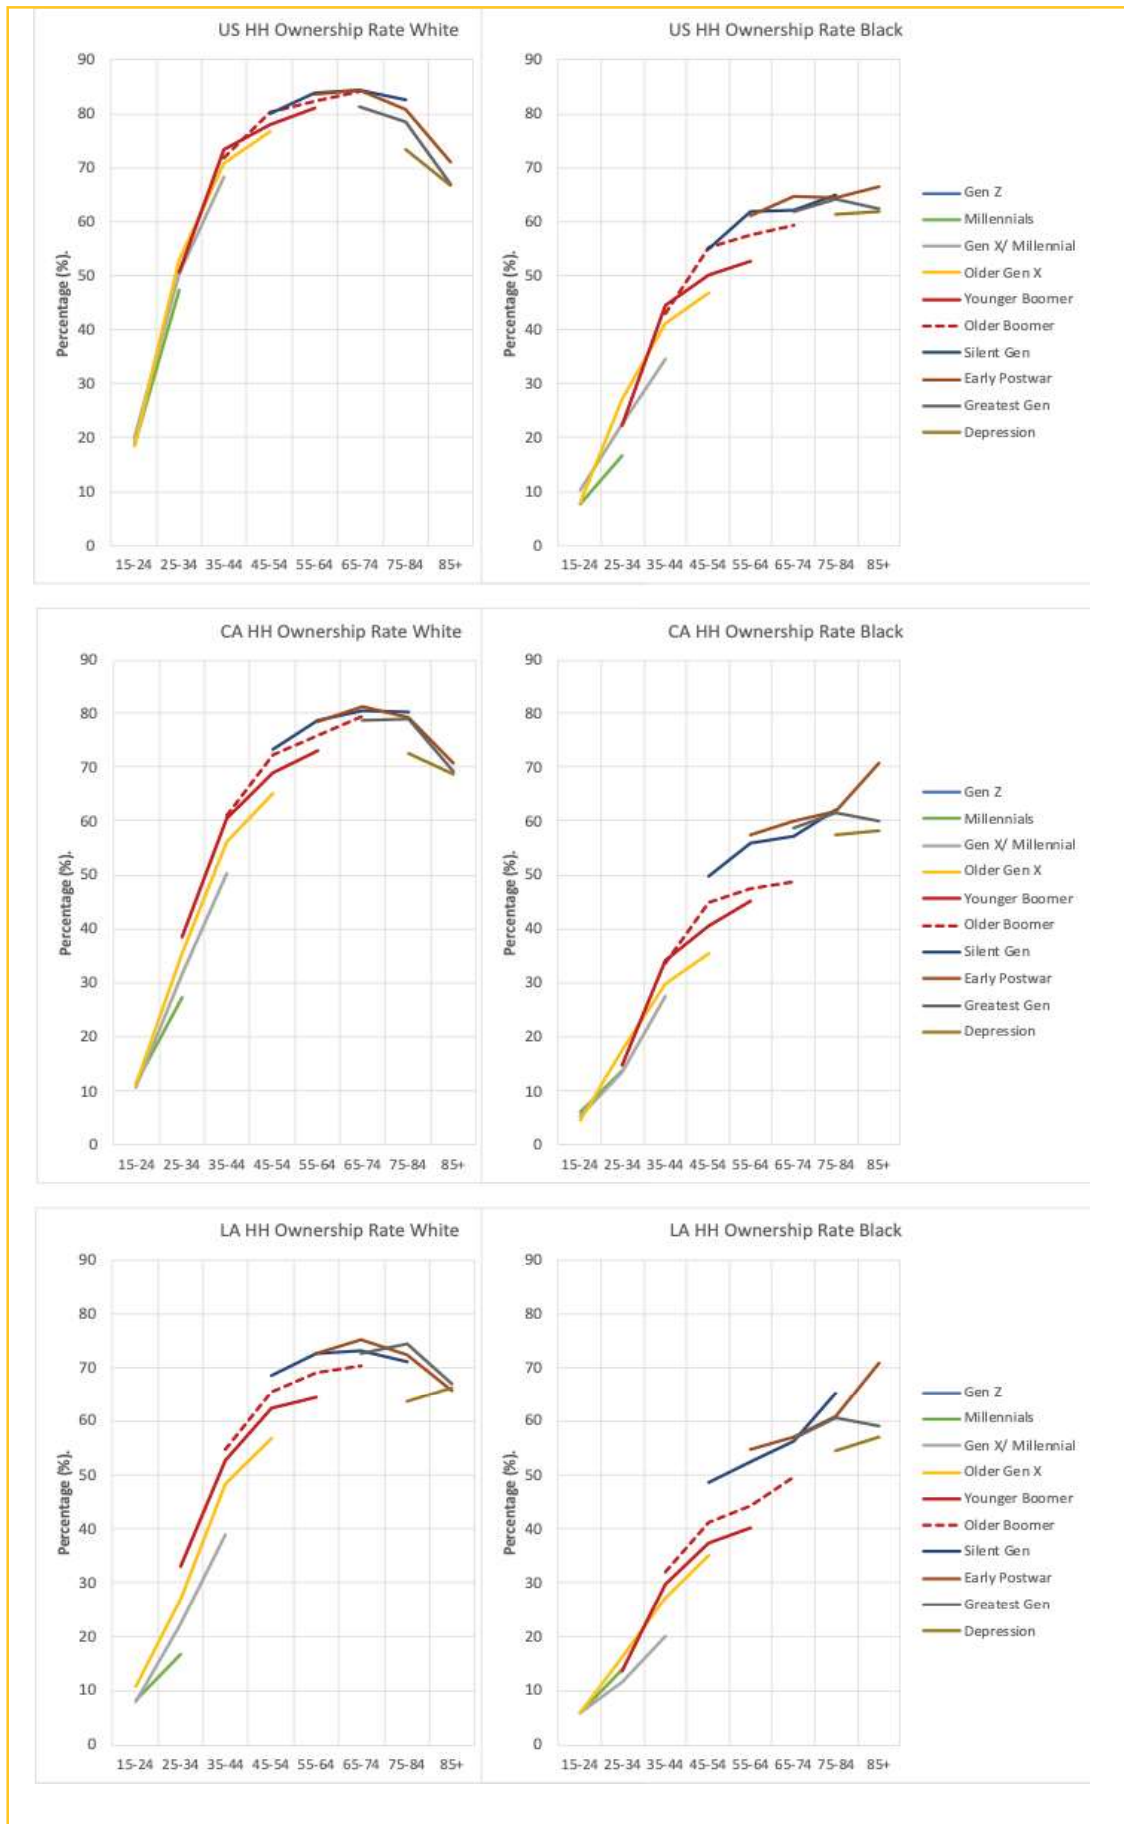 US HH Ownership Rate White
90
80
70
60
50
40
30
20
10
0
Percentage (%).
15-24 25-34 35-44 45-54 55-64 65-74 75-84 85+
US HH Ownership Rate Black
90
80
70
60
50
40
30
20
10
0
Percentage (%).
15-24 25-34 35-44 45-54 55-64 65-74 75-84 85+
Gen Z
Millennials
Gen X/ Millennial
Older Gen X
Younger Boomer
Older Boomer
Silent Gen
Early Postwar
Greatest Gen
Depression
CA HH Ownership Rate White
90
80
70
60
50
40
30
20
10
0
Percentage (%).
15-24 25-34 35-44 45-54 55-64 65-74 75-84 85+
CA HH Ownership Rate Black
90
80
70
60
50
40
30
20
10
0
Percentage (%).
15-24 25-34 35-44 45-54 55-64 65-74 75-84 85+
Gen Z
Millennials
Gen X/ Millennial
Older Gen X
Younger Boomer
Older Boomer
Silent Gen
Early Postwar
Greatest Gen
Depression
LA HH Ownership Rate White
90
80
70
60
50
40
30
20
10
0
Percentage (%).
15-24 25-34 35-44 45-54 55-64 65-74 75-84 85+
LA HH Ownership Rate Black
90
80
70
60
50
40
30
20
10
0
Percentage (%).
15-24 25-34 35-44 45-54 55-64 65-74 75-84 85+
Gen Z
Millennials
Gen X/ Millennial
Older Gen X
Younger Boomer
Older Boomer
Silent Gen
Early Postwar
Greatest Gen
Depression